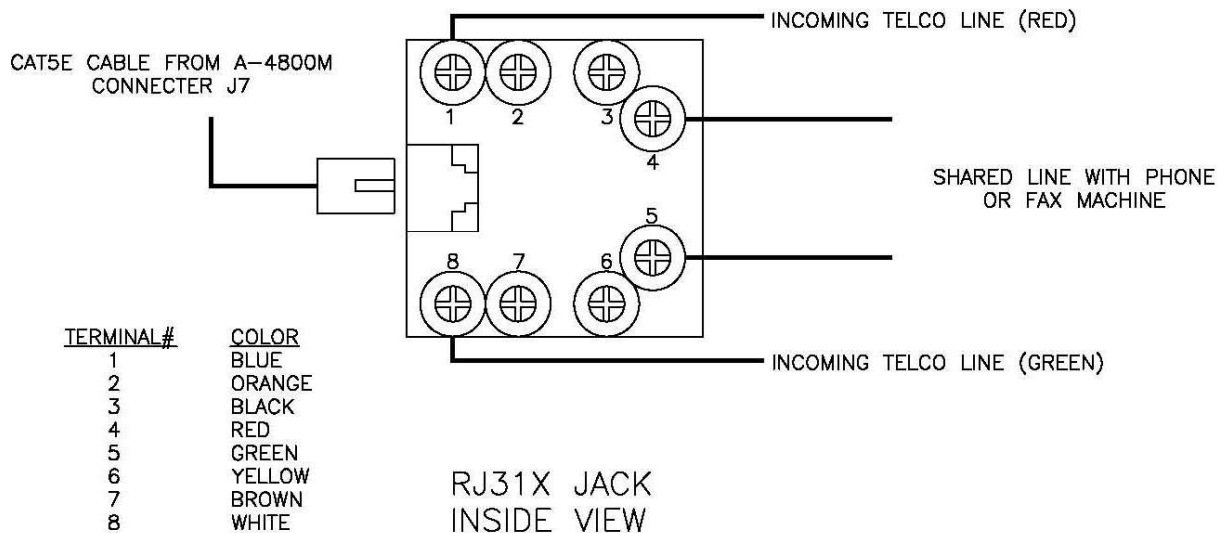 INCOMING TELCO LINE (RED)
CAT5E CABLE FROM A-4800M
CONNECTER J7
1 2 3
4
SHARED LINE WITH PHONE
OR FAX MACHINE
5
8 7 6
INCOMING TELCO LINE (GREEN)
TERMINAL# COLOR
1 BLUE
2 ORANGE
3 BLACK
4 RED
5 GREEN
6 YELLOW
7 BROWN
8 WHITE
RJ31X JACK
INSIDE VIEW